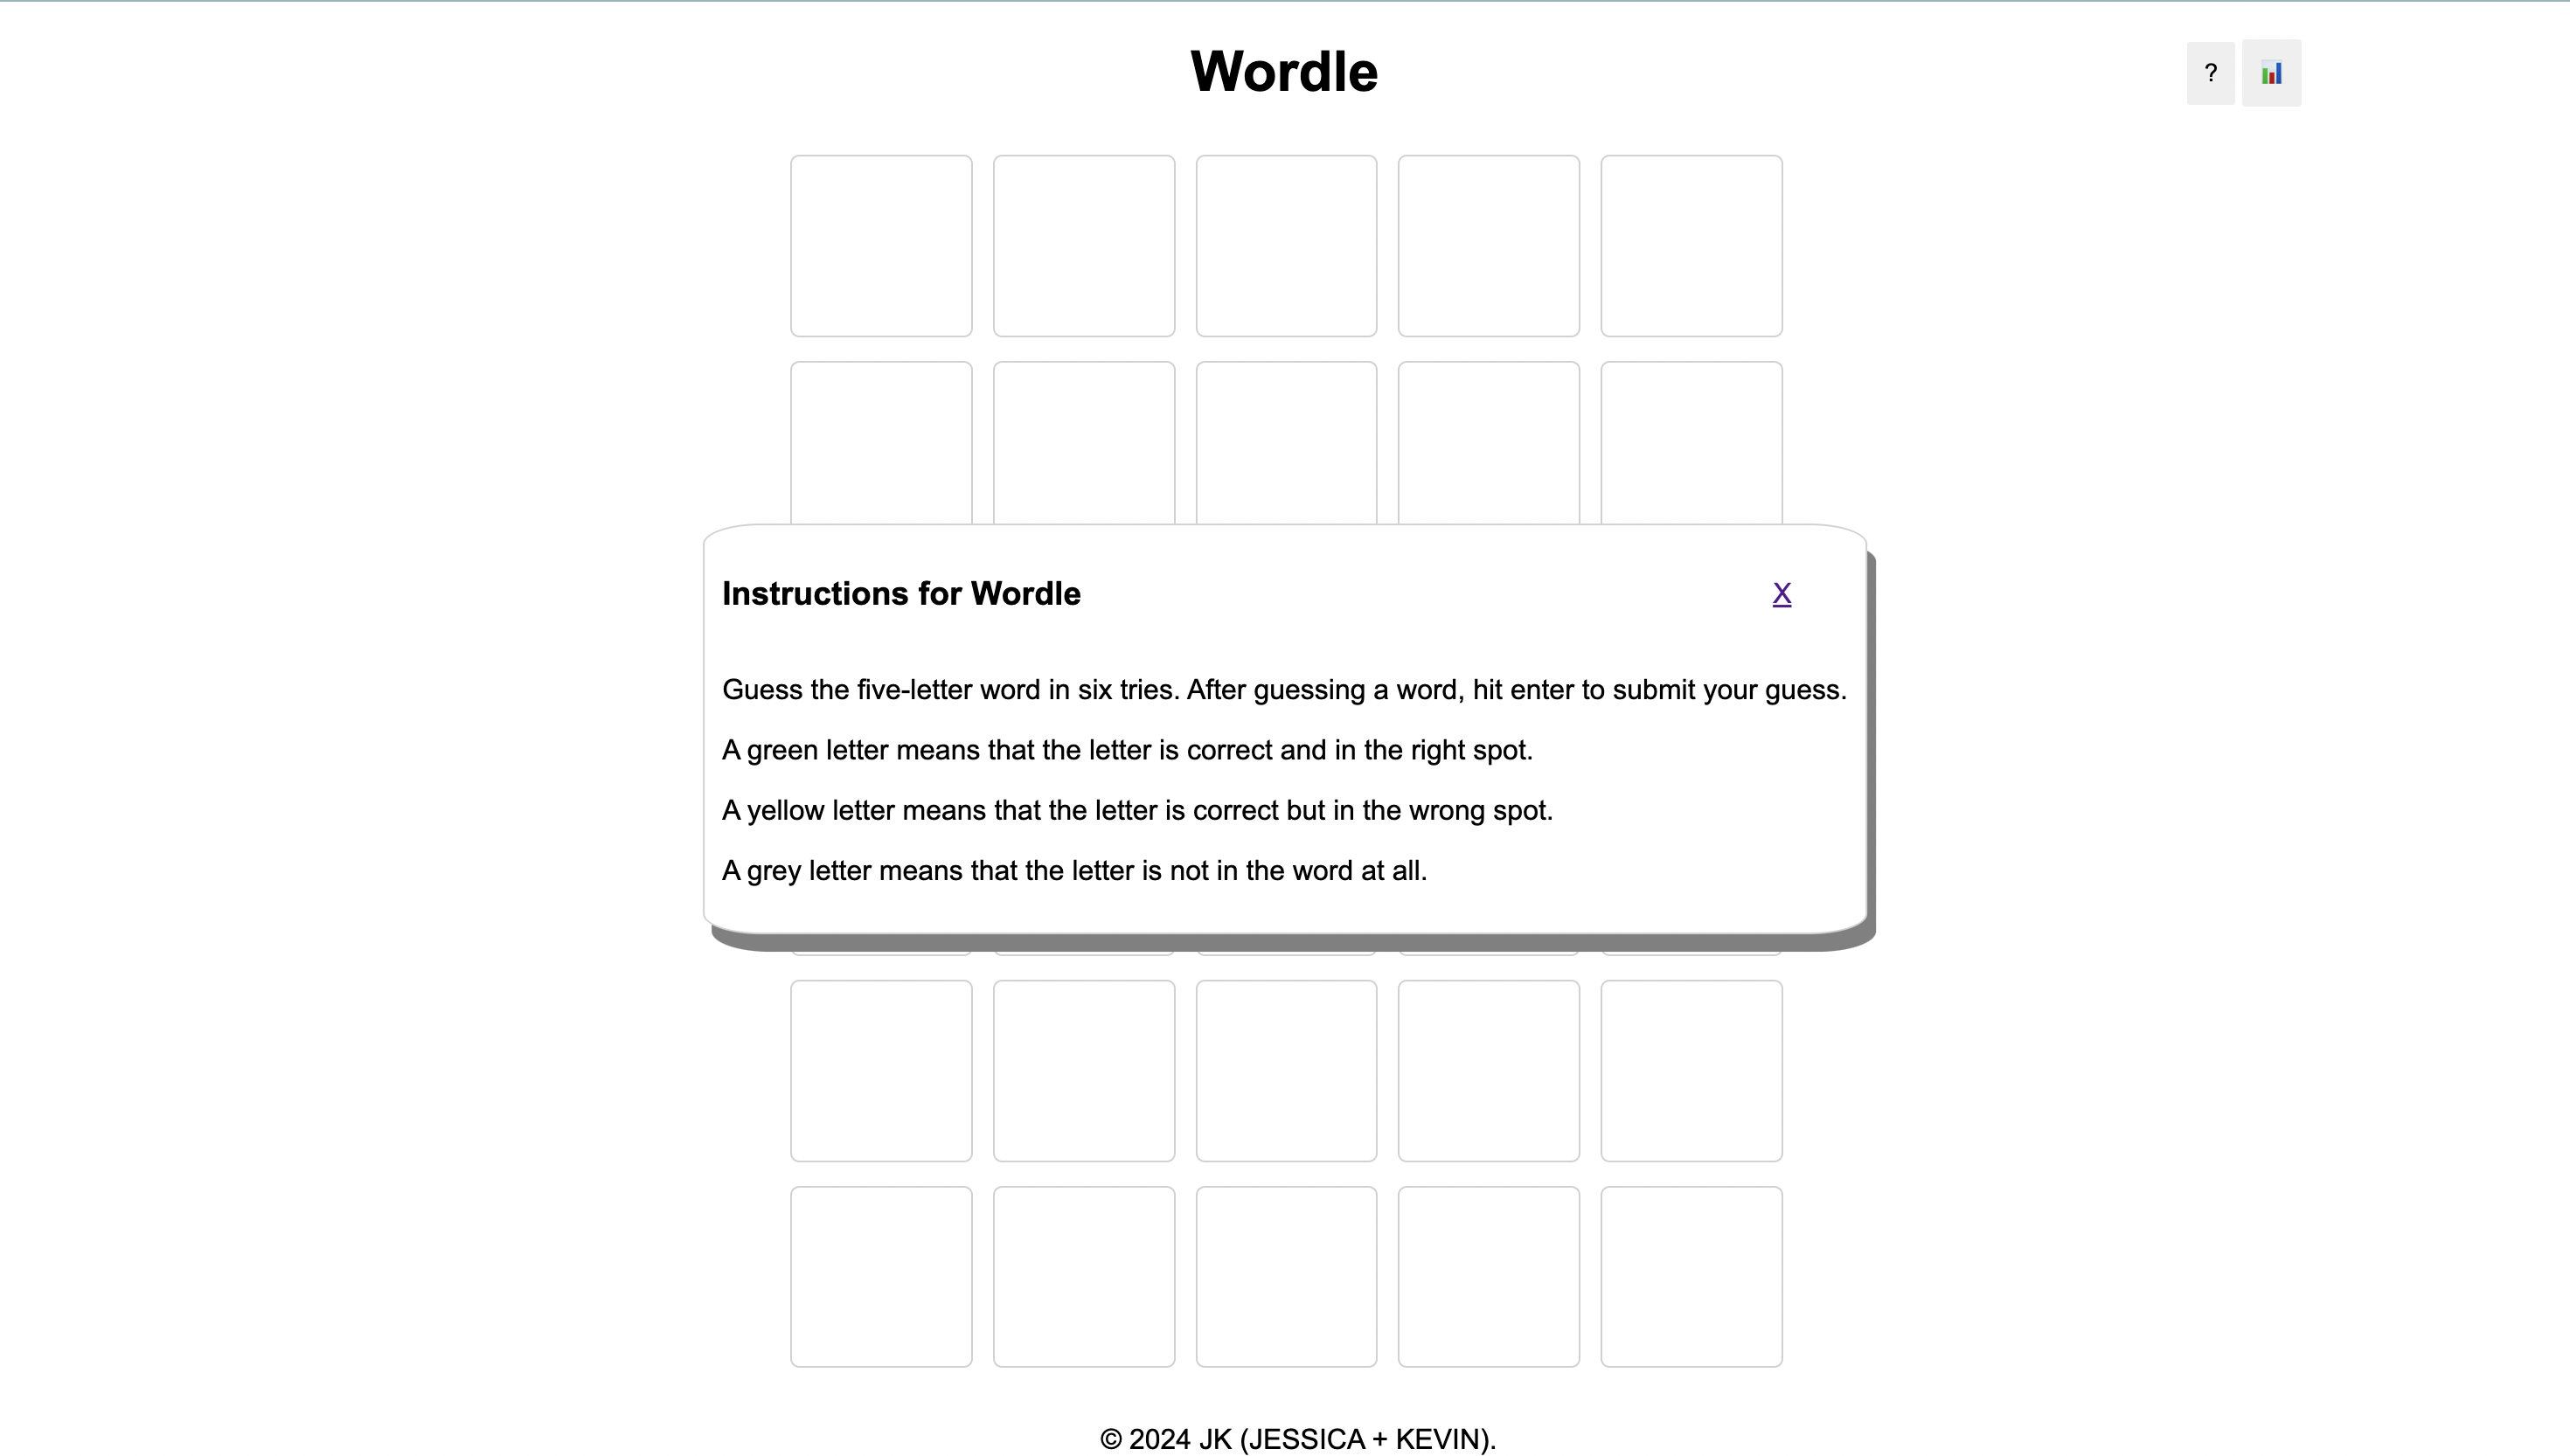 Wordle
?
Instructions for Wordle
X
Guess the five-letter word in six tries. After guessing a word, hit enter to submit your guess.
A green letter means that the letter is correct and in the right spot.
A yellow letter means that the letter is correct but in the wrong spot.
A grey letter means that the letter is not in the word at all.
© 2024 JK (JESSICA + KEVIN).